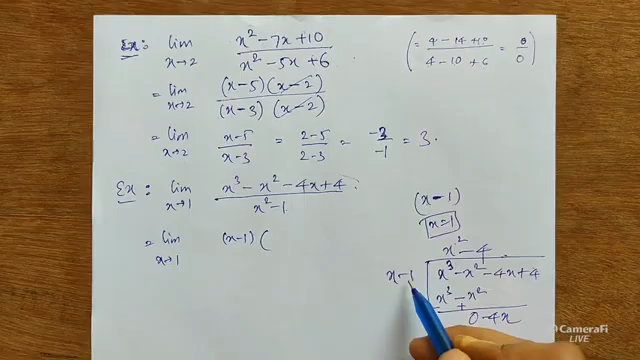 Ex: lim x→2 (x² - 7x + 10)/(x² - 5x + 6) (= (4 - 14 + 10)/(4 - 10 + 6) = 0/0)
= lim x→2 (x-5)(x-2)/(x-3)(x-2)
= lim x→2 (x-5)/(x-3) = (2-5)/(2-3) = -3/-1 = 3.
Ex: lim x→1 (x³ - x² - 4x + 4)/(x² - 1)
= lim x→1 (x-1)(
(x-1)
x=1
x² - 4
x-1 x³ - x² - 4x + 4
x³ - x²
- +
0 - 4x
CameraFi
LIVE